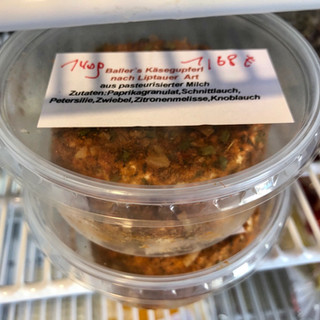 140g 1,68 €
Baller's Käsegupferl
nach Liptauer Art
aus pasteurisierter Milch
Zutaten:Paprikagranulat,Schnittlauch,
Petersilie,Zwiebel,Zitronenmelisse,Knoblauch